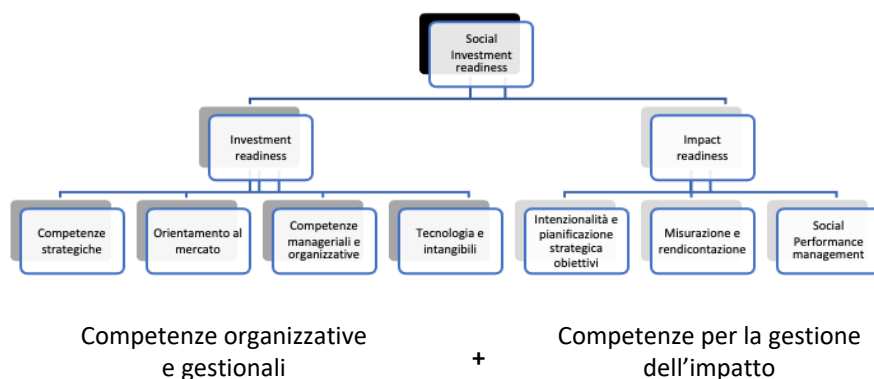 Social
Investment
readiness
Investment
readiness
Impact
readiness
Competenze
strategiche
Orientamento al
mercato
Competenze
manageriali e
organizzative
Tecnologia e
intangibili
Intenzionalità e
pianificazione
strategica
obiettivi
Misurazione e
rendicontazione
Social
Performance
management
Competenze organizzative
e gestionali
+
Competenze per la gestione
dell’impatto